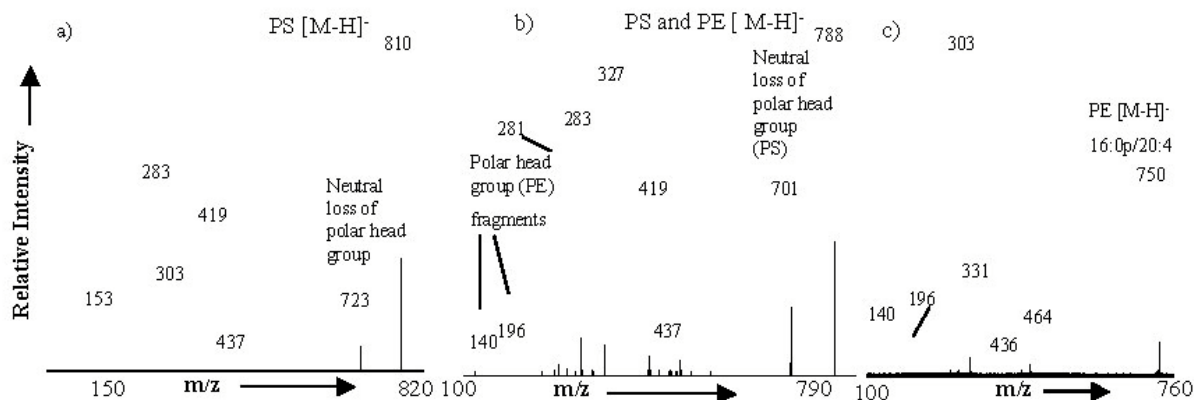 a)
PS [M-H]-
810
283
419
Neutral
loss of
polar head
group
303
153
723
437
Relative Intensity
150
m/z
820
b)
PS and PE [ M-H]-
788
327
283
281
Neutral
loss of
polar head
group
(PS)
Polar head
group (PE)
fragments
419
701
140
196
437
100
m/z
790
c)
303
PE [M-H]-
16:0p/20:4
750
331
196
140
464
436
100
m/z
760